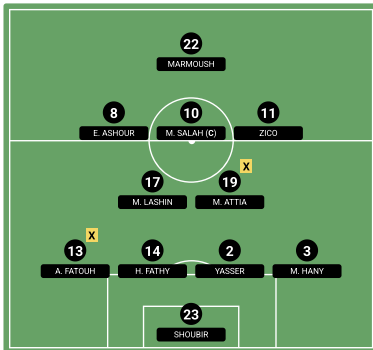 22
MARMOUSH
8 10 11
E. ASHOUR M. SALAH (C) ZICO
X
17 19
M. LASHIN M. ATTIA
X
13 14 2 3
A. FATOUH H. FATHY YASSER M. HANY
23
SHOUBIR